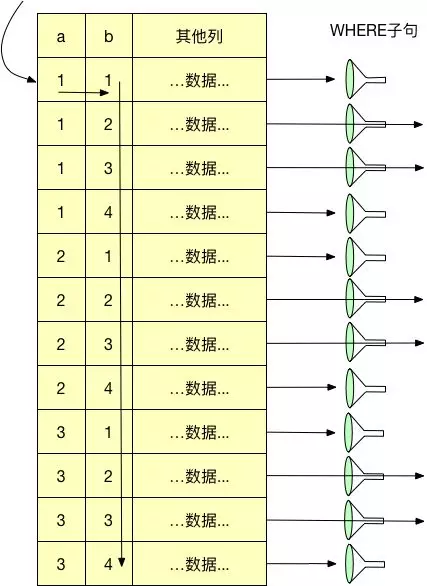 WHERE子句
a b 其他列
1 1 ...数据...
1 2 ...数据...
1 3 ...数据...
1 4 ...数据...
2 1 ...数据...
2 2 ...数据...
2 3 ...数据...
2 4 ...数据...
3 1 ...数据...
3 2 ...数据...
3 3 ...数据...
3 4 ...数据...